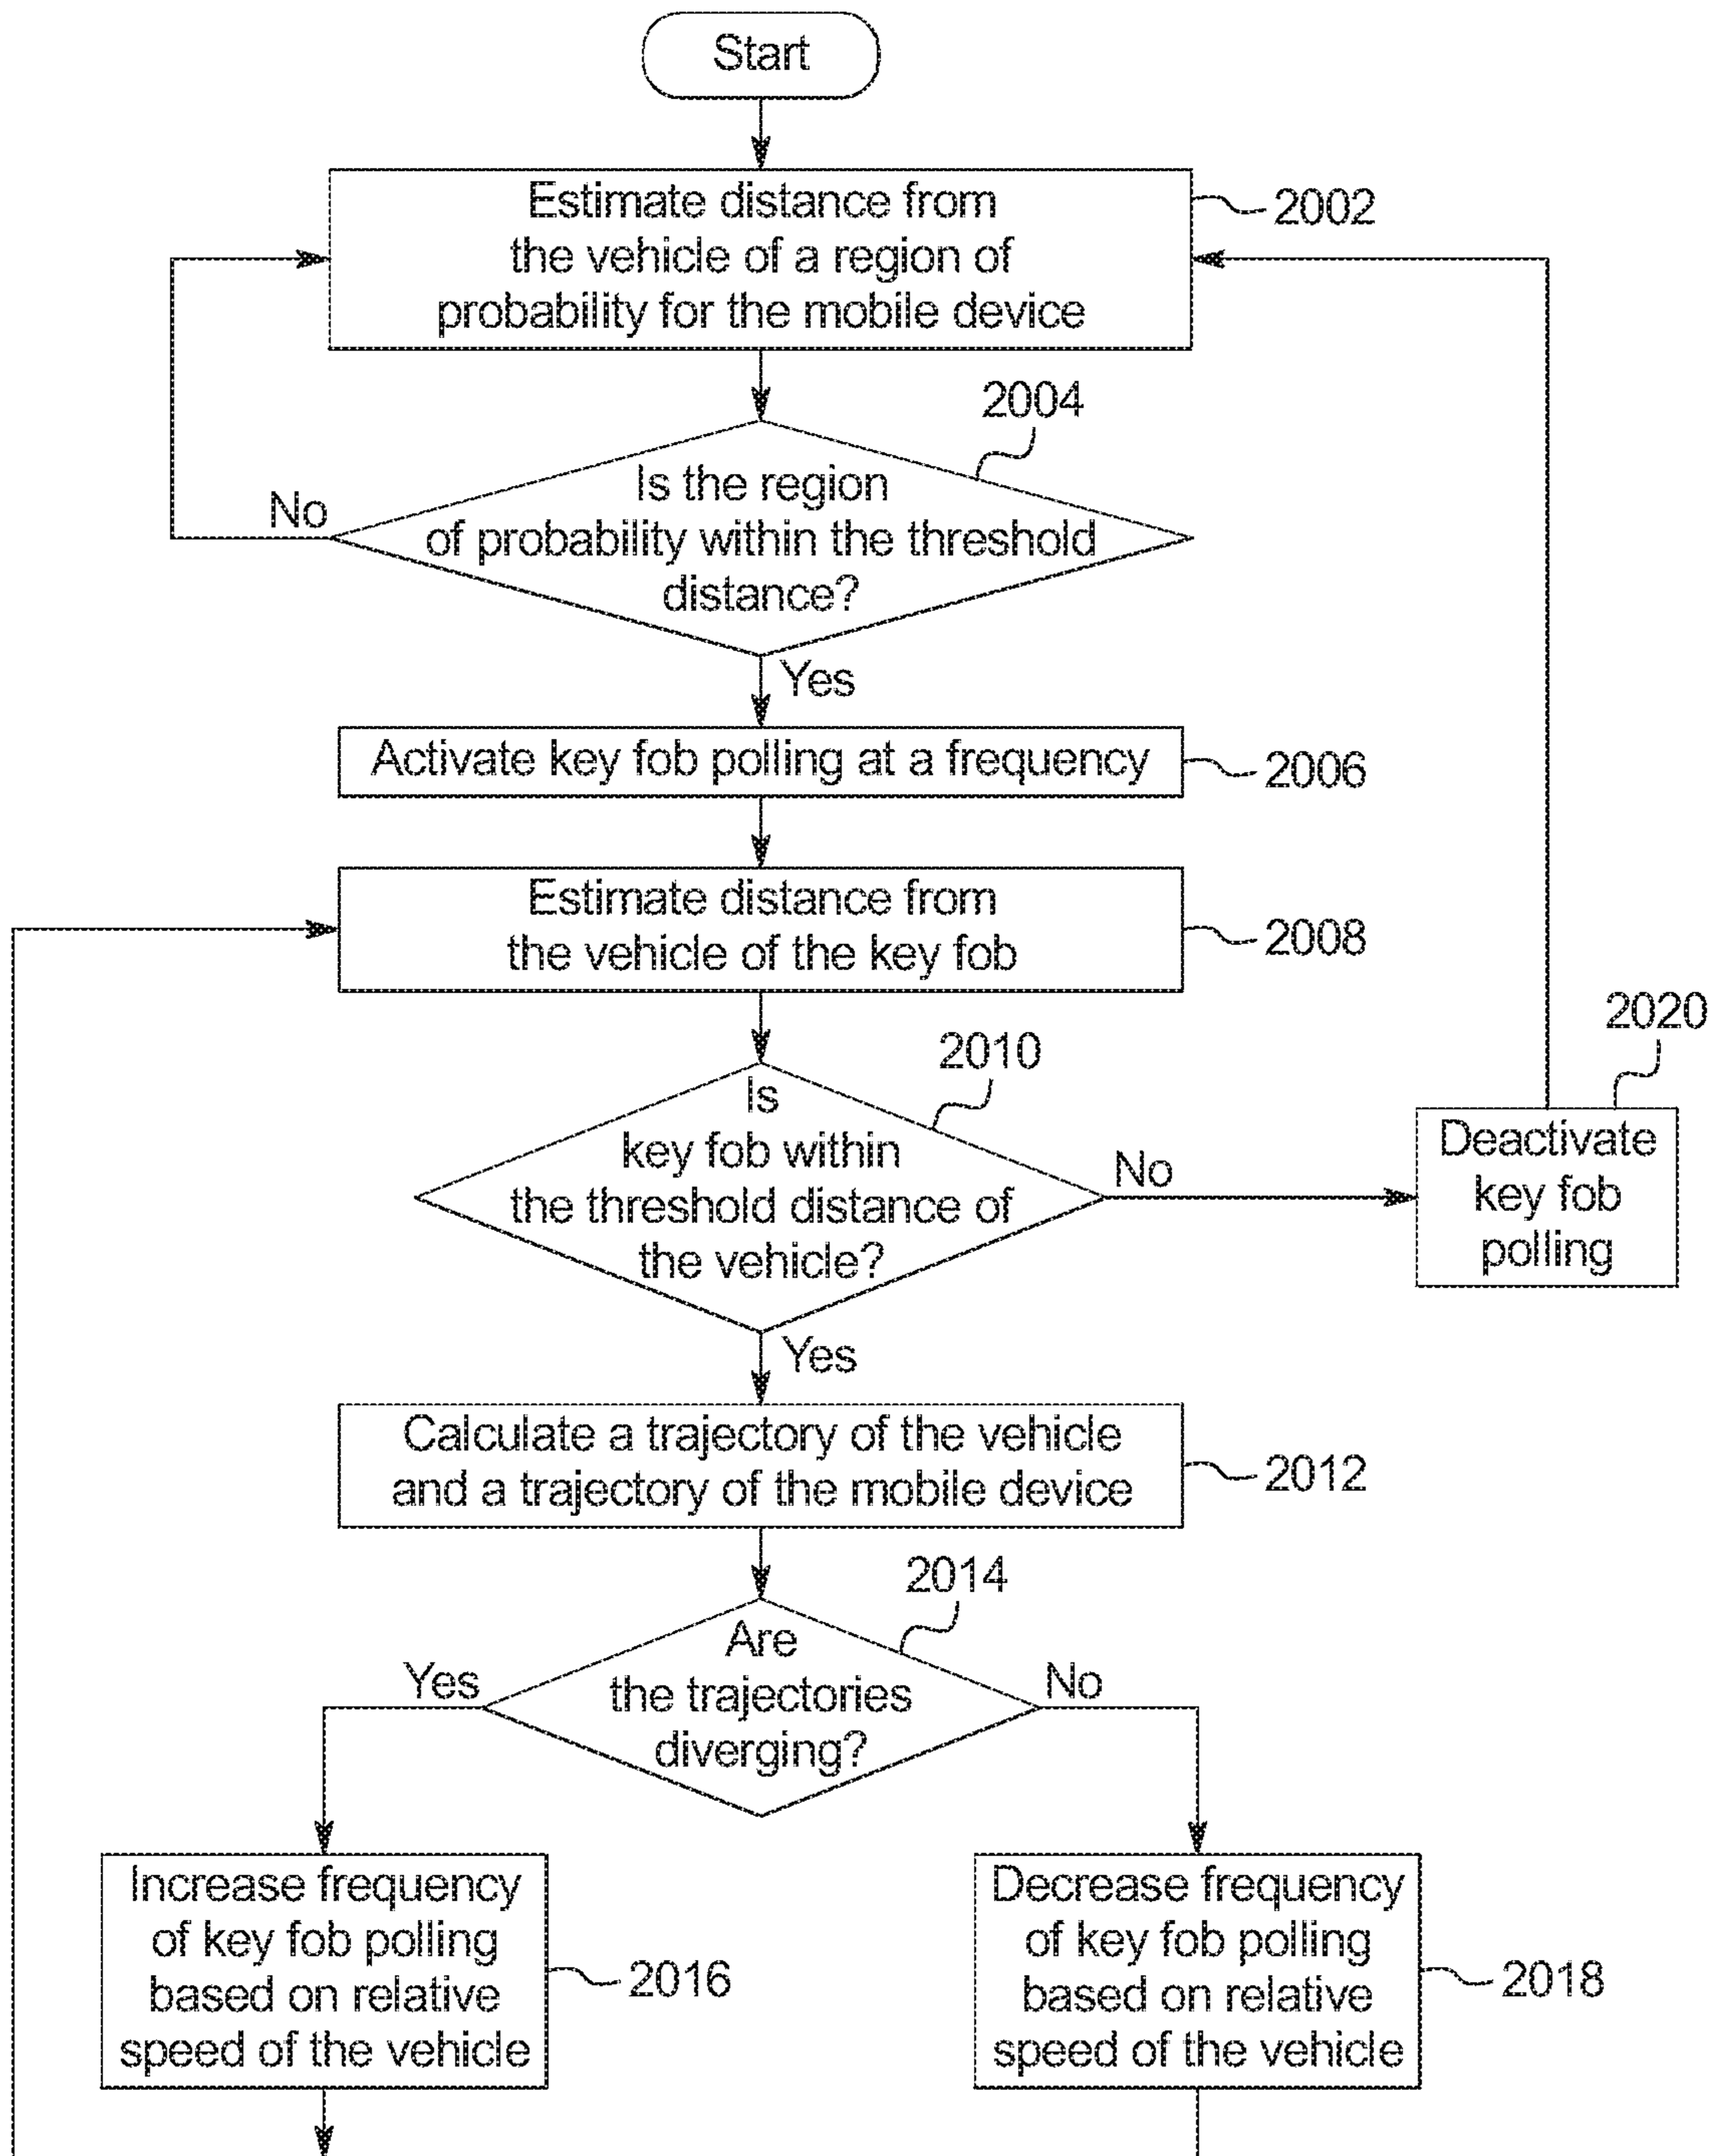 Start
Estimate distance from
the vehicle of a region of
probability for the mobile device
2002
2004
Is the region
of probability within the threshold
distance?
No
Yes
Activate key fob polling at a frequency
2006
Estimate distance from
the vehicle of the key fob
2008
2010
Is
key fob within
the threshold distance of
the vehicle?
No
2020
Deactivate
key fob
polling
Yes
Calculate a trajectory of the vehicle
and a trajectory of the mobile device
2012
2014
Are
the trajectories
diverging?
Yes
No
Increase frequency
of key fob polling
based on relative
speed of the vehicle
2016
Decrease frequency
of key fob polling
based on relative
speed of the vehicle
2018